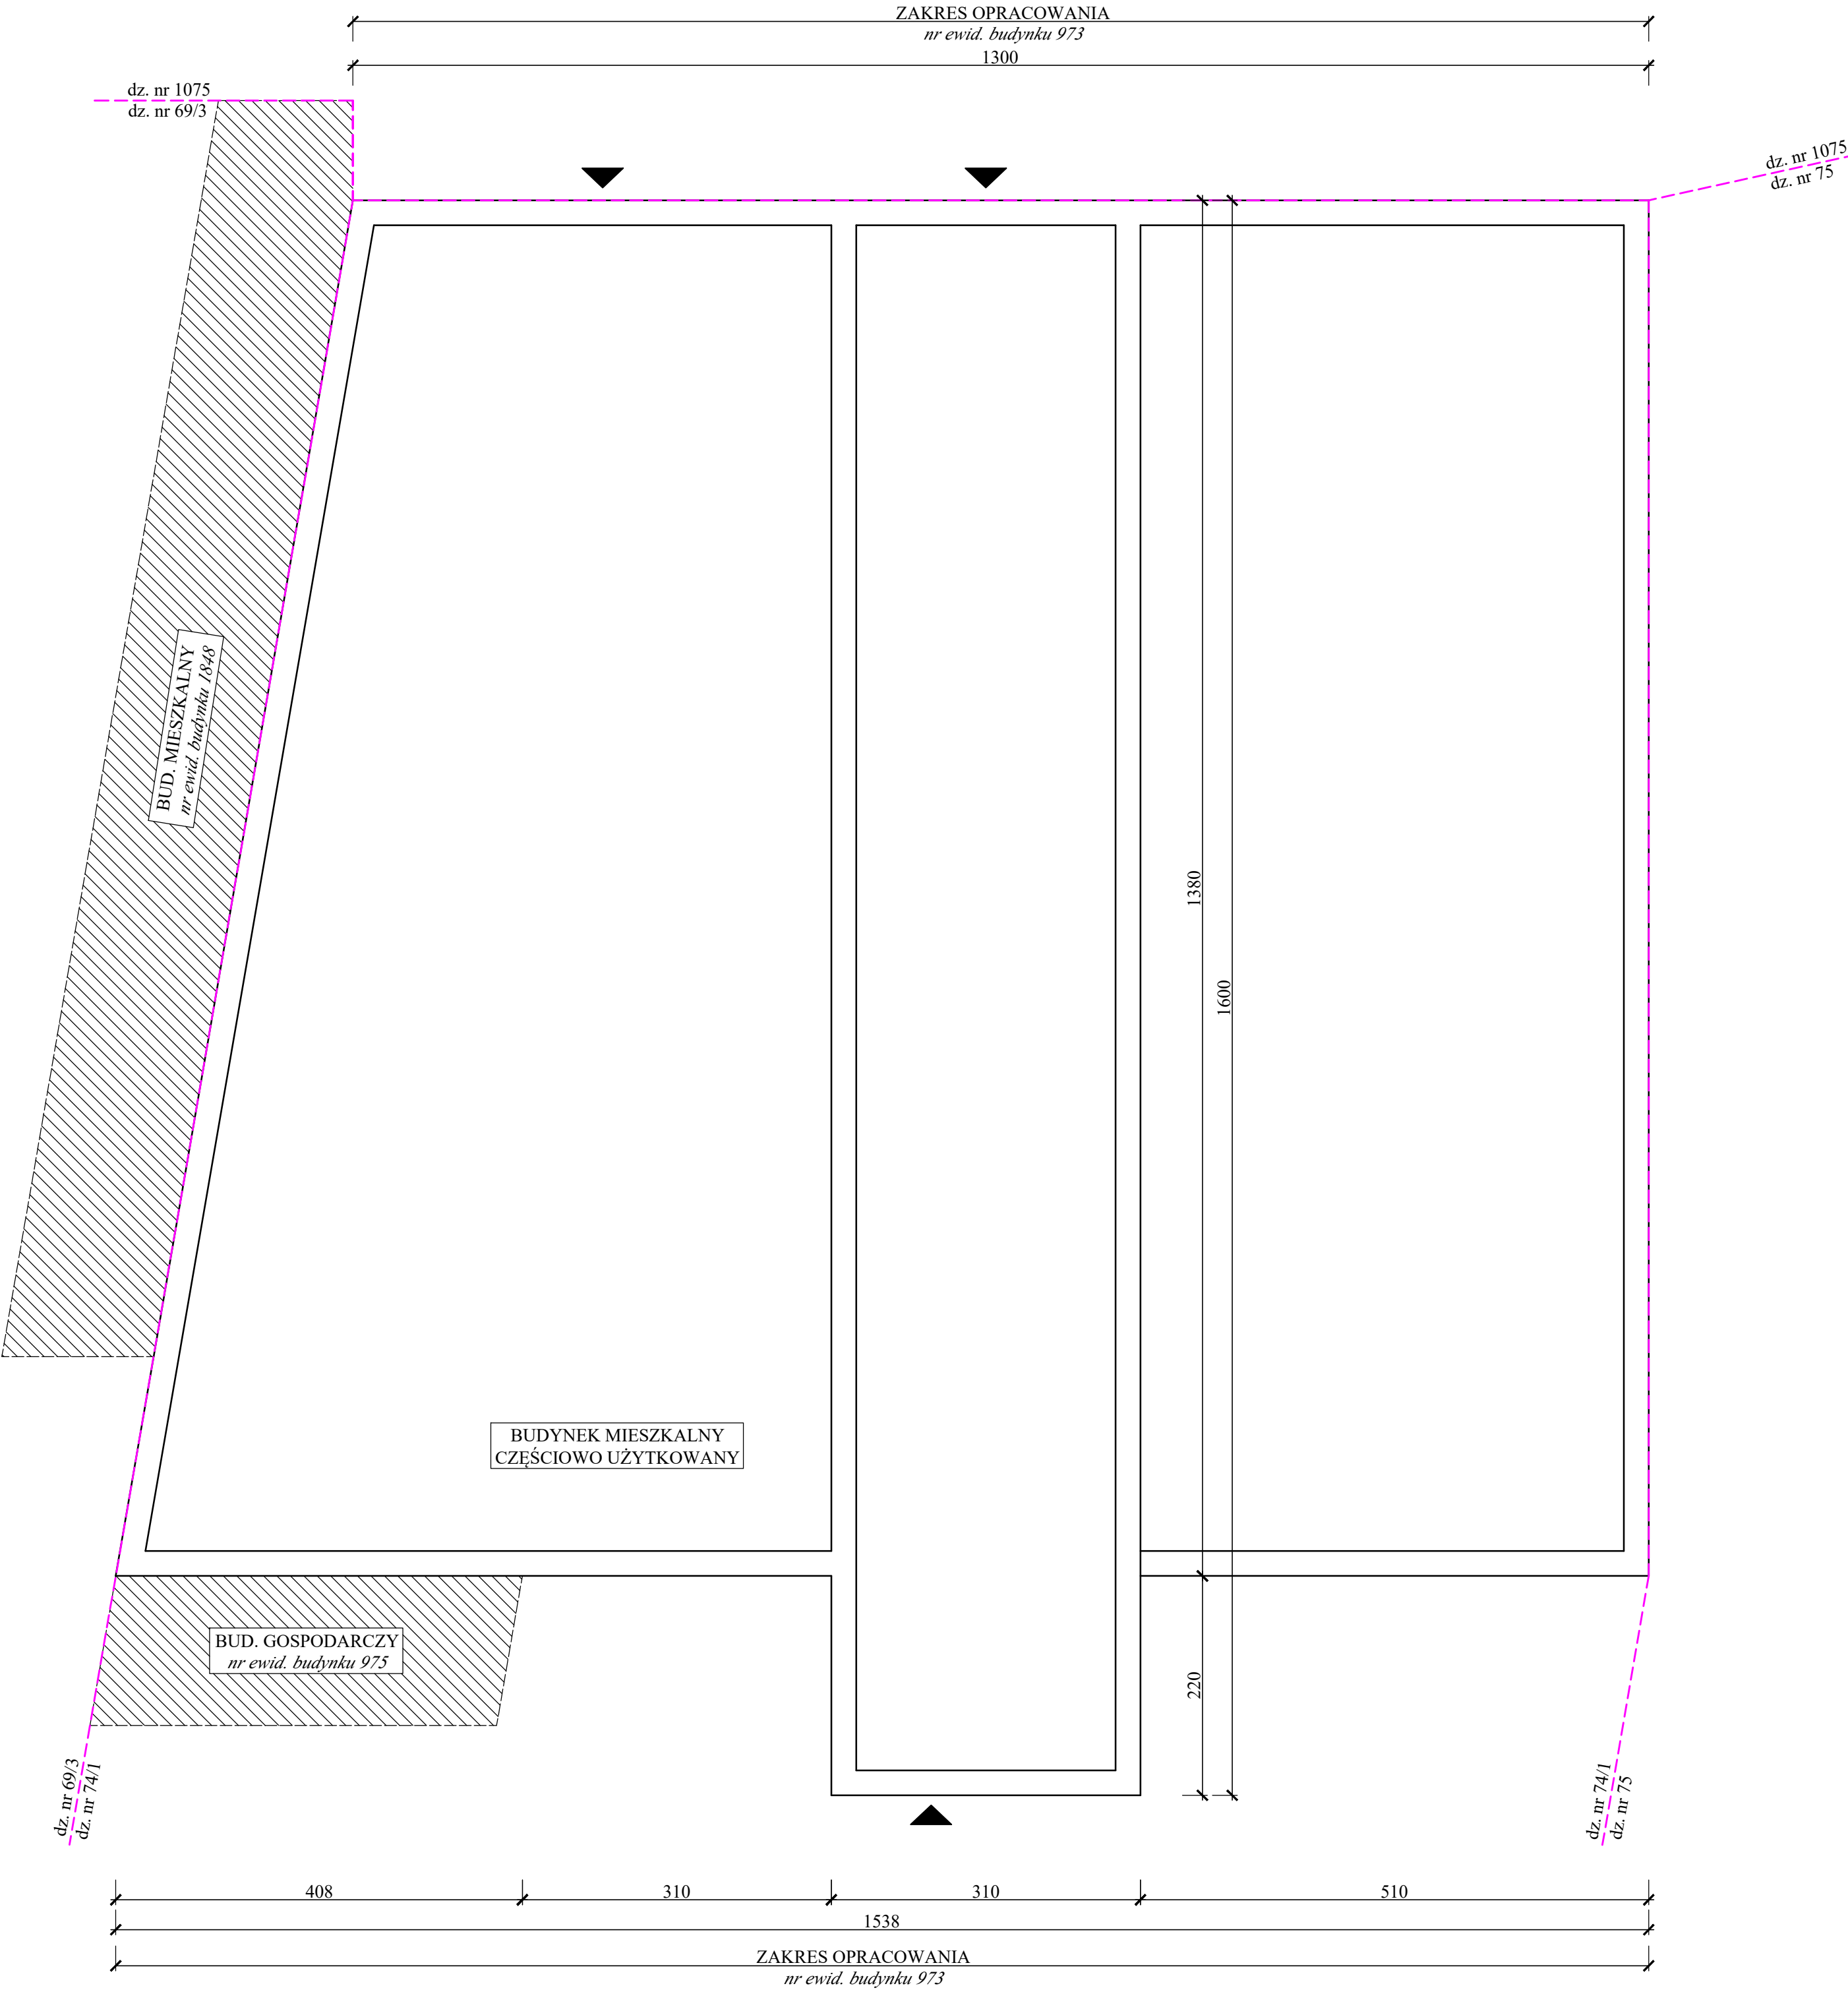 ZAKRES OPRACOWANIA
nr ewid. budynku 973
1300
dz. nr 1075
dz. nr 69/3
dz. nr 1075
dz. nr 75
BUD. MIESZKALNY
nr ewid. budynku 1848
1380
1600
BUDYNEK MIESZKALNY
CZĘŚCIOWO UŻYTKOWANY
BUD. GOSPODARCZY
nr ewid. budynku 975
220
dz. nr 69/3
dz. nr 74/1
dz. nr 74/1
dz. nr 75
408
310
310
510
1538
ZAKRES OPRACOWANIA
nr ewid. budynku 973